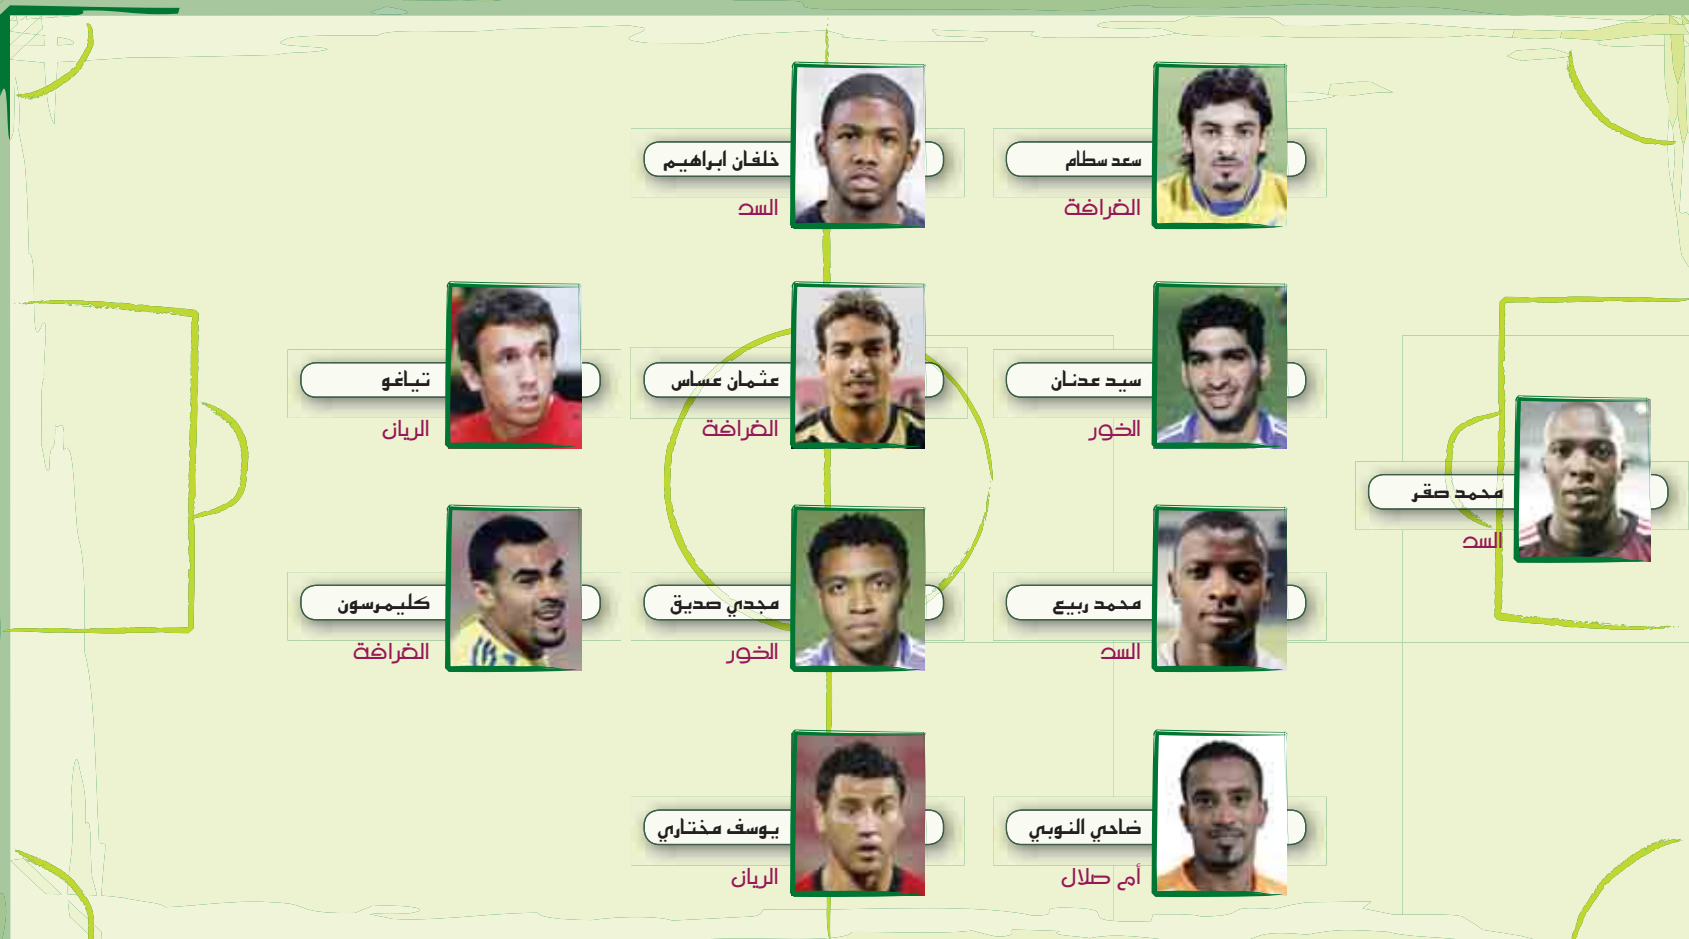 خلفان ابراهيم
السد
سعد سطام
الغرافة
تياغو
الريان
عثمان عساس
الغرافة
سيد عدنان
الخور
محمد صقر
السد
كليمرسون
الغرافة
مجدي صديق
الخور
محمد ربيع
السد
يوسف مختاري
الريان
ضاحي النوبي
أم صلال